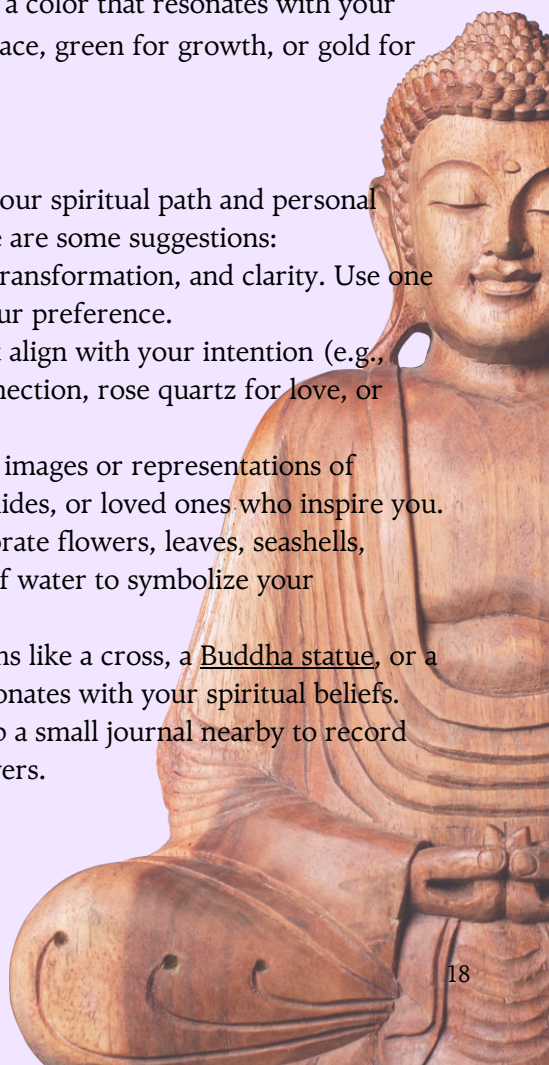 a color that resonates with your
ace, green for growth, or gold for
our spiritual path and personal
e are some suggestions:
ransformation, and clarity. Use one
ur preference.
align with your intention (e.g.,
nection, rose quartz for love, or
images or representations of
ides, or loved ones who inspire you.
orate flowers, leaves, seashells,
of water to symbolize your
ns like a cross, a Buddha statue, or a
onates with your spiritual beliefs.
p a small journal nearby to record
vers.
18